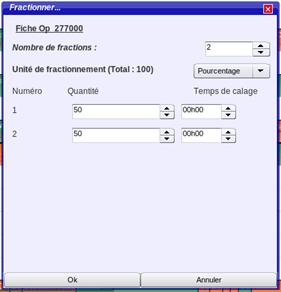 Fractionner...
Fiche Op 277000
Nombre de fractions : 2
Unité de fractionnement (Total : 100) Pourcentage
Numéro Quantité Temps de calage
1 50 00h00
2 50 00h00
Ok Annuler